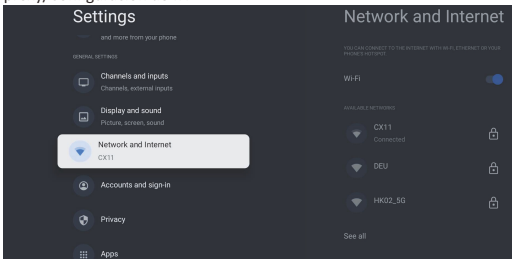 Settings
and more from your phone
GENERAL SETTINGS
Channels and inputs
Channels, external inputs
Display and sound
Picture, screen, sound
Network and Internet
CX11
Accounts and sign-in
Privacy
Apps
Network and Internet
YOU CAN CONNECT TO THE INTERNET WITH WI-FI, ETHERNET OR YOUR
PHONE'S HOTSPOT.
Wi-Fi
AVAILABLE NETWORKS
CX11
Connected
DEU
HK02_5G
See all